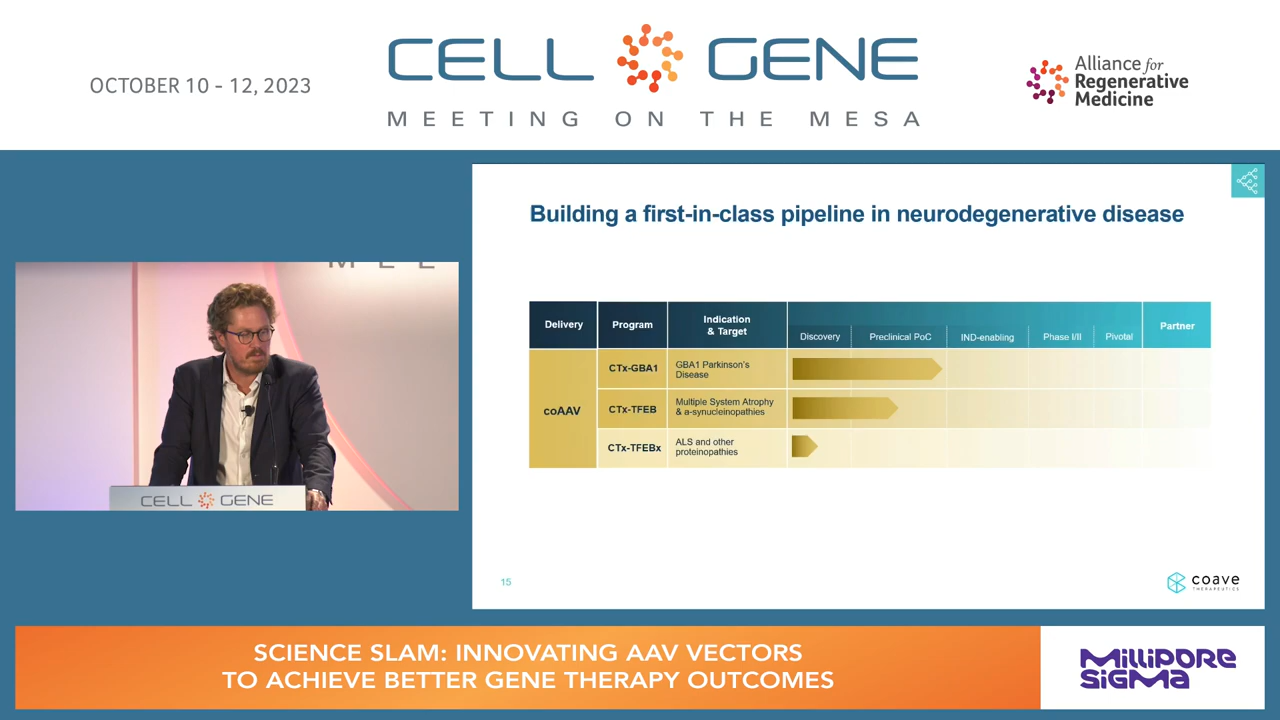 OCTOBER 10 - 12, 2023
CELL GENE
MEETING ON THE MESA
Alliance for
Regenerative
Medicine
Building a first-in-class pipeline in neurodegenerative disease
Delivery
Program
Indication
& Target
Discovery
Preclinical PoC
IND-enabling
Phase I/II
Pivotal
Partner
coAAV
CTx-GBA1
GBA1 Parkinson's
Disease
CTx-TFEB
Multiple System Atrophy
& a-synucleinopathies
CTx-TFEBx
ALS and other
proteinopathies
15
coave
THERAPEUTICS
CELL GENE
SCIENCE SLAM: INNOVATING AAV VECTORS
TO ACHIEVE BETTER GENE THERAPY OUTCOMES
MILLIPORE
SIGMA